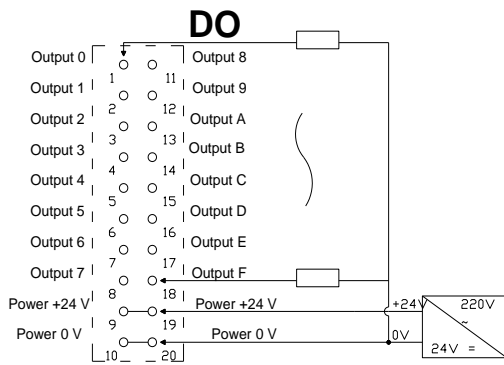 DO
Output 0
Output 8
1
11
Output 1
Output 9
2
12
Output 2
Output A
3
13
Output 3
Output B
4
14
Output 4
Output C
5
15
Output 5
Output D
6
16
Output 6
Output E
7
17
Output 7
Output F
8
18
Power +24 V
Power +24 V
+24V
220V
~
9
19
Power 0 V
Power 0 V
0V
24V =
10
20